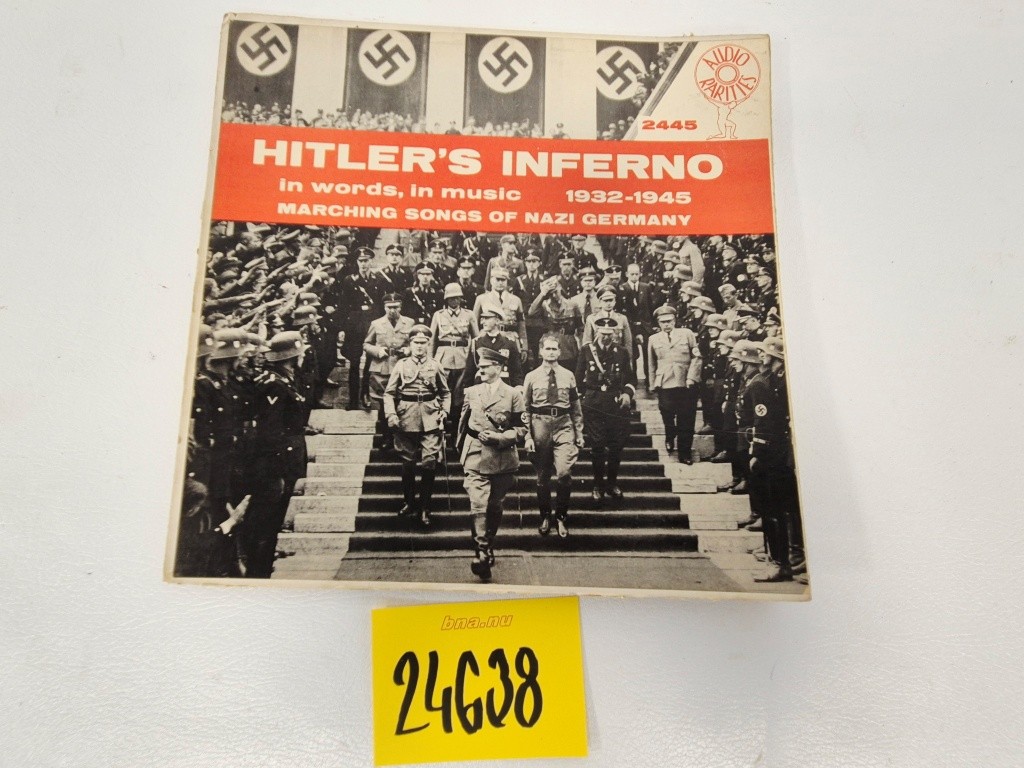 AUDIO
RARITIES
2445
HITLER'S INFERNO
in words, in music 1932-1945
MARCHING SONGS OF NAZI GERMANY
bna.nu
24638